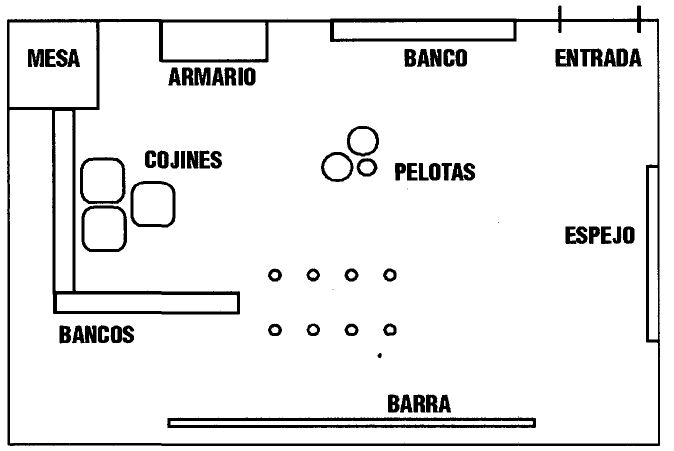 MESA
ARMARIO
BANCO
ENTRADA
COJINES
PELOTAS
ESPEJO
BANCOS
BARRA